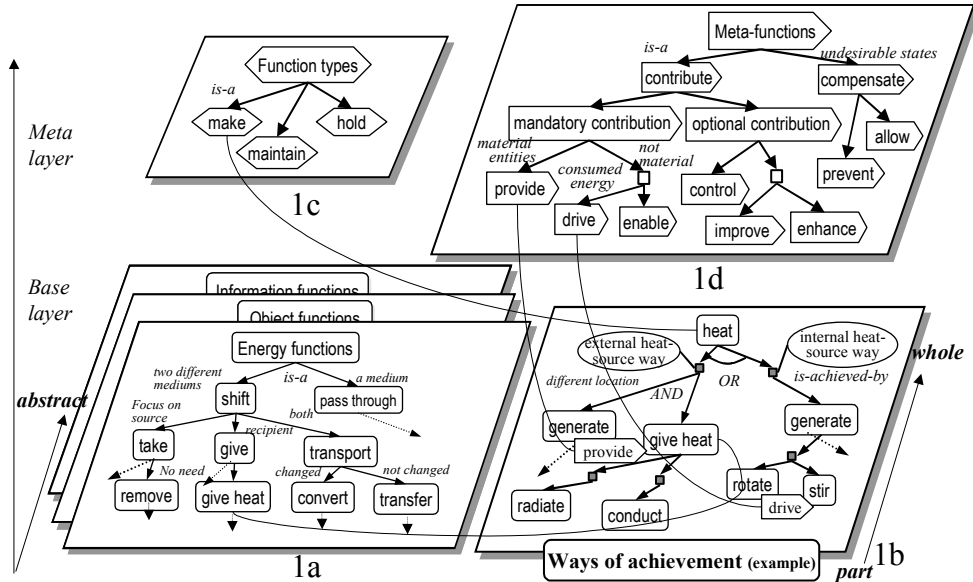 Meta
layer
Base
layer
abstract
Function types
is-a
make
hold
maintain
1c
Meta-functions
is-a
undesirable states
contribute
compensate
mandatory contribution
optional contribution
allow
material
entities
not
material
consumed
energy
prevent
provide
control
drive
enable
improve
enhance
1d
Information functions
Object functions
Energy functions
two different
mediums
is-a
a medium
shift
pass through
Focus on
source
recipient
both
take
give
transport
No need
changed
not changed
remove
give heat
convert
transfer
1a
heat
external heat-
source way
internal heat-
source way
whole
is-achieved-by
different location
AND
OR
generate
give heat
generate
provide
radiate
conduct
rotate
stir
drive
1b
Ways of achievement (example)
part